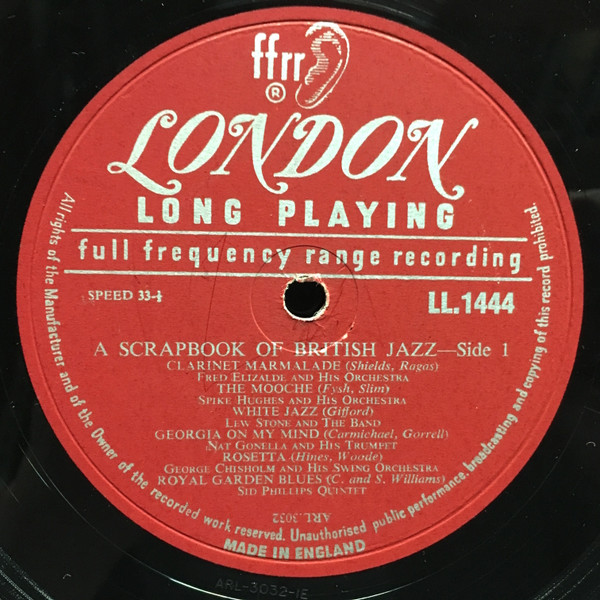 ffrr
®
LONDON
LONG PLAYING
full frequency range recording
SPEED 33-⅓
LL.1444
A SCRAPBOOK OF BRITISH JAZZ—Side 1
CLARINET MARMALADE (Shields, Ragas)
FRED ELIZALDE AND HIS ORCHESTRA
THE MOOCHE (Fysh, Slim)
SPIKE HUGHES AND HIS ORCHESTRA
WHITE JAZZ (Gifford)
LEW STONE AND THE BAND
GEORGIA ON MY MIND (Carmichael, Gorrell)
NAT GONELLA AND HIS TRUMPET
ROSETTA (Hines, Woode)
GEORGE CHISHOLM AND HIS SWING ORCHESTRA
ROYAL GARDEN BLUES (C. and S. Williams)
SID PHILLIPS QUINTET
ARL.3032
All rights of the Manufacturer and of the Owner of the recorded work reserved. Unauthorised public performance, broadcasting and copying of this record prohibited.
MADE IN ENGLAND
ARL-3032-1E